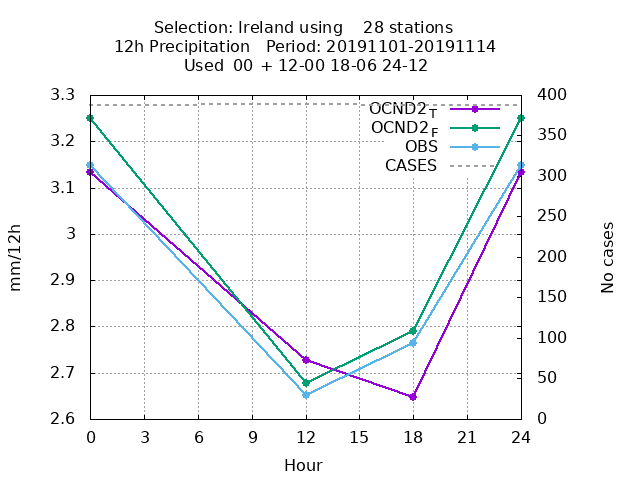 Selection: Ireland using 28 stations
12h Precipitation Period: 20191101-20191114
Used 00 + 12-00 18-06 24-12
3.3
3.2
3.1
3
2.9
2.8
2.7
2.6
mm/12h
OCND2_T
OCND2_F
OBS
CASES
400
350
300
250
200
150
100
50
0
No cases
0 3 6 9 12 15 18 21 24
Hour